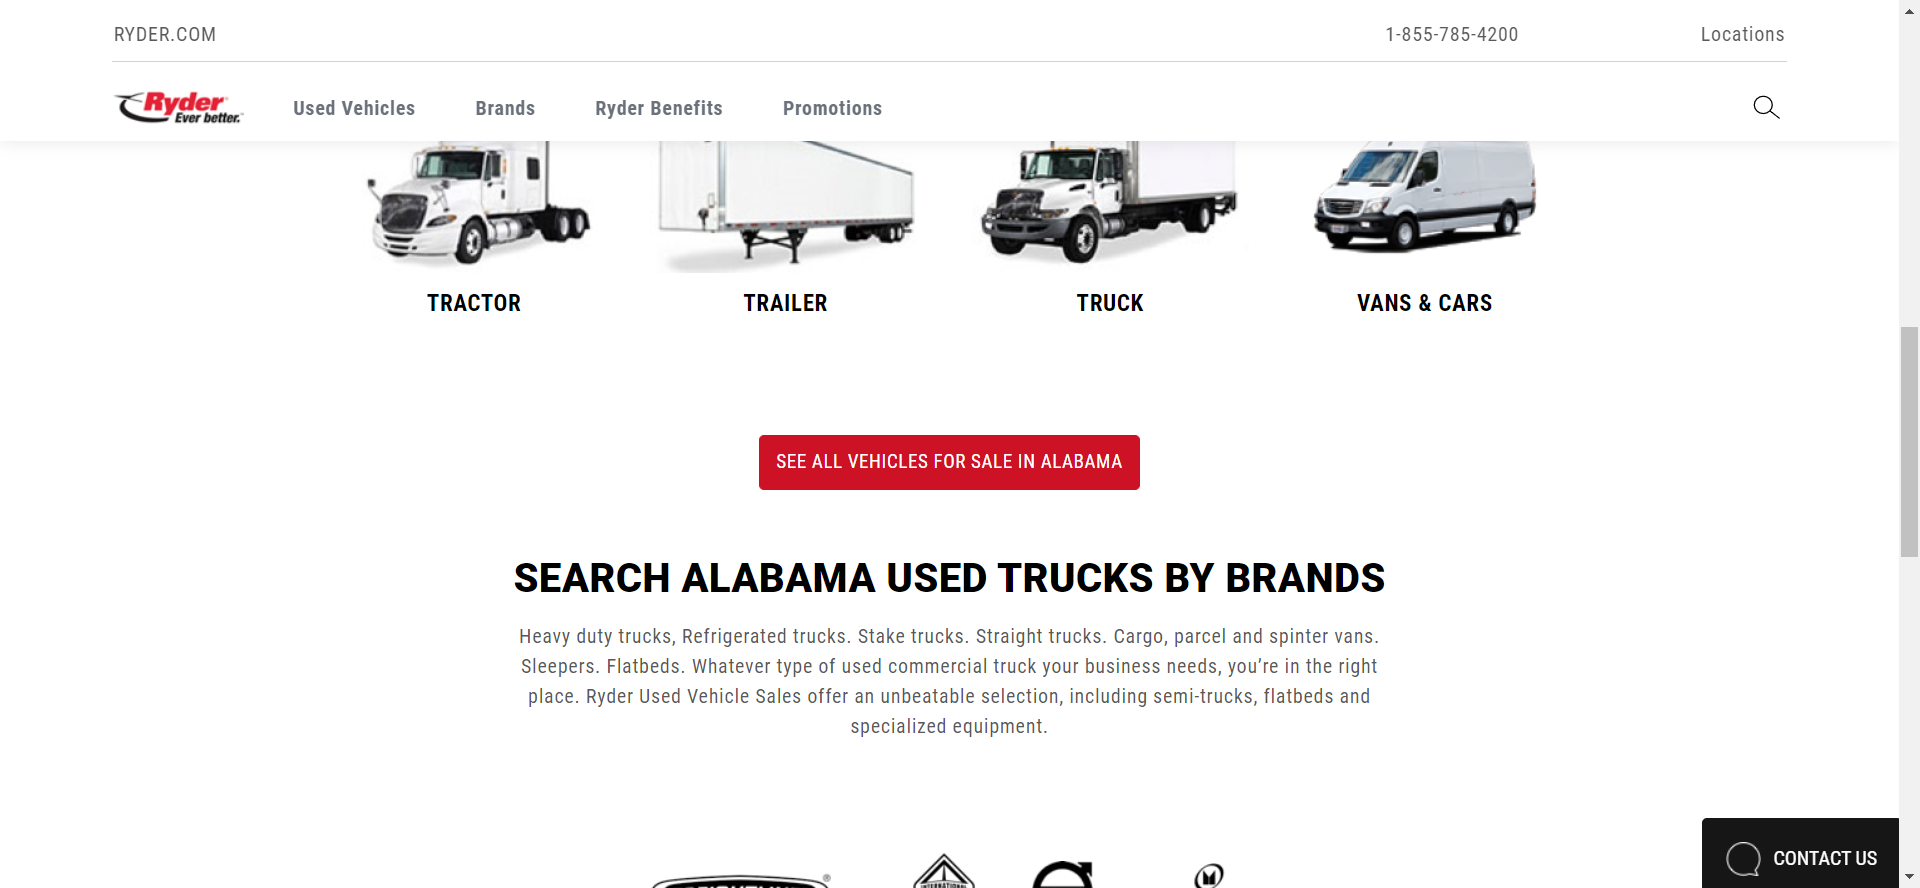 RYDER.COM
1-855-785-4200
Locations
Ryder
Ever better.
Used Vehicles
Brands
Ryder Benefits
Promotions
TRACTOR
TRAILER
TRUCK
VANS & CARS
SEE ALL VEHICLES FOR SALE IN ALABAMA
SEARCH ALABAMA USED TRUCKS BY BRANDS
Heavy duty trucks, Refrigerated trucks. Stake trucks. Straight trucks. Cargo, parcel and spinter vans.
Sleepers. Flatbeds. Whatever type of used commercial truck your business needs, you’re in the right
place. Ryder Used Vehicle Sales offer an unbeatable selection, including semi-trucks, flatbeds and
specialized equipment.
INTERNATIONAL
CONTACT US